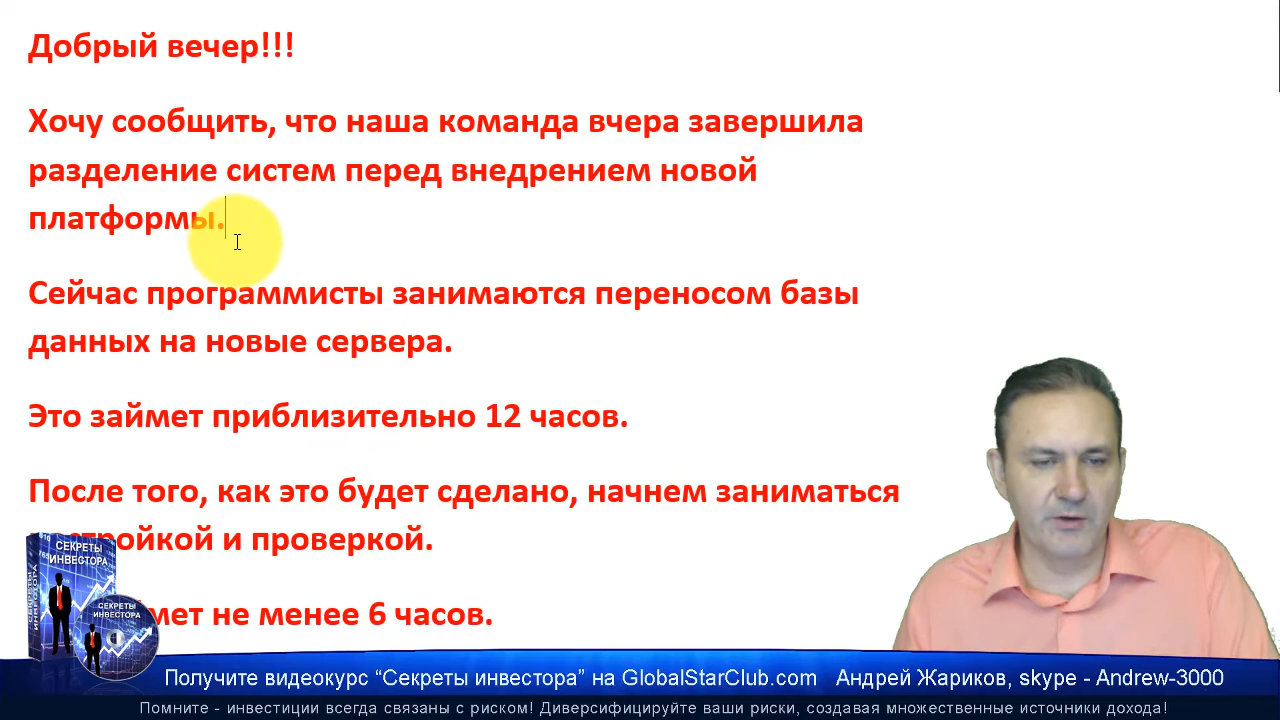 Добрый вечер!!!
Хочу сообщить, что наша команда вчера завершила
разделение систем перед внедрением новой
платформы.
Сейчас программисты занимаются переносом базы
данных на новые сервера.
Это займет приблизительно 12 часов.
После того, как это будет сделано, начнем заниматься
и проверкой.
не менее 6 часов.
СЕКРЕТЫ
ИНВЕСТОРА
СЕКРЕТЫ
ИНВЕСТОРА
СЕКРЕТЫ
ИНВЕСТОРА
Получите видеокурс “Секреты инвестора” на GlobalStarClub.com Андрей Жариков, skype - Andrew-3000
Помните - инвестиции всегда связаны с риском! Диверсифицируйте ваши риски, создавая множественные источники дохода!